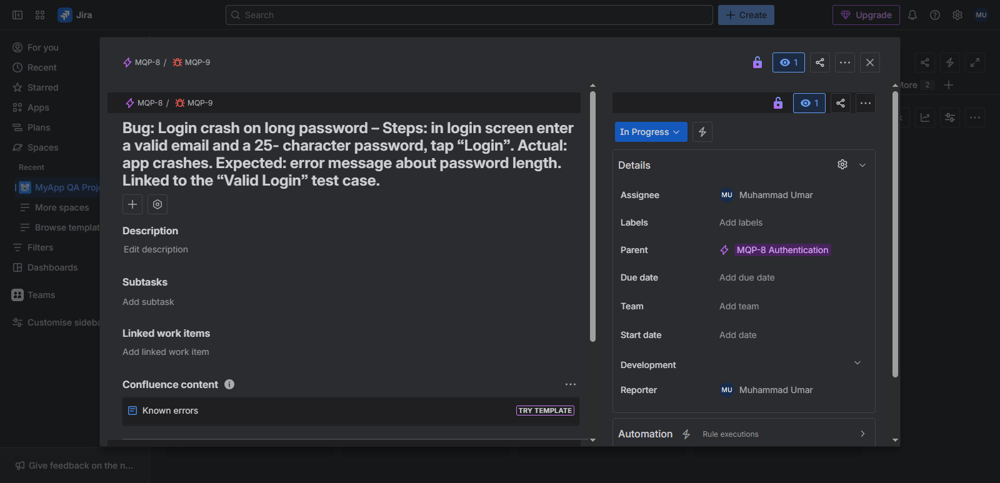 Jira
Search
Create
Upgrade
MU
For you
Recent
Starred
Apps
Plans
Spaces
Recent
MyApp QA Proj
More spaces
Browse templat
Filters
Dashboards
Teams
Customise sideba
Give feedback on the n...
MQP-8 / MQP-9
1
MQP-8 / MQP-9
Bug: Login crash on long password – Steps: in login screen enter
a valid email and a 25- character password, tap “Login”. Actual:
app crashes. Expected: error message about password length.
Linked to the “Valid Login” test case.
Description
Edit description
Subtasks
Add subtask
Linked work items
Add linked work item
Confluence content
Known errors
TRY TEMPLATE
1
In Progress
Details
Assignee MU Muhammad Umar
Labels Add labels
Parent MQP-8 Authentication
Due date Add due date
Team Add team
Start date Add date
Development
Reporter MU Muhammad Umar
Automation Rule executions
More 2